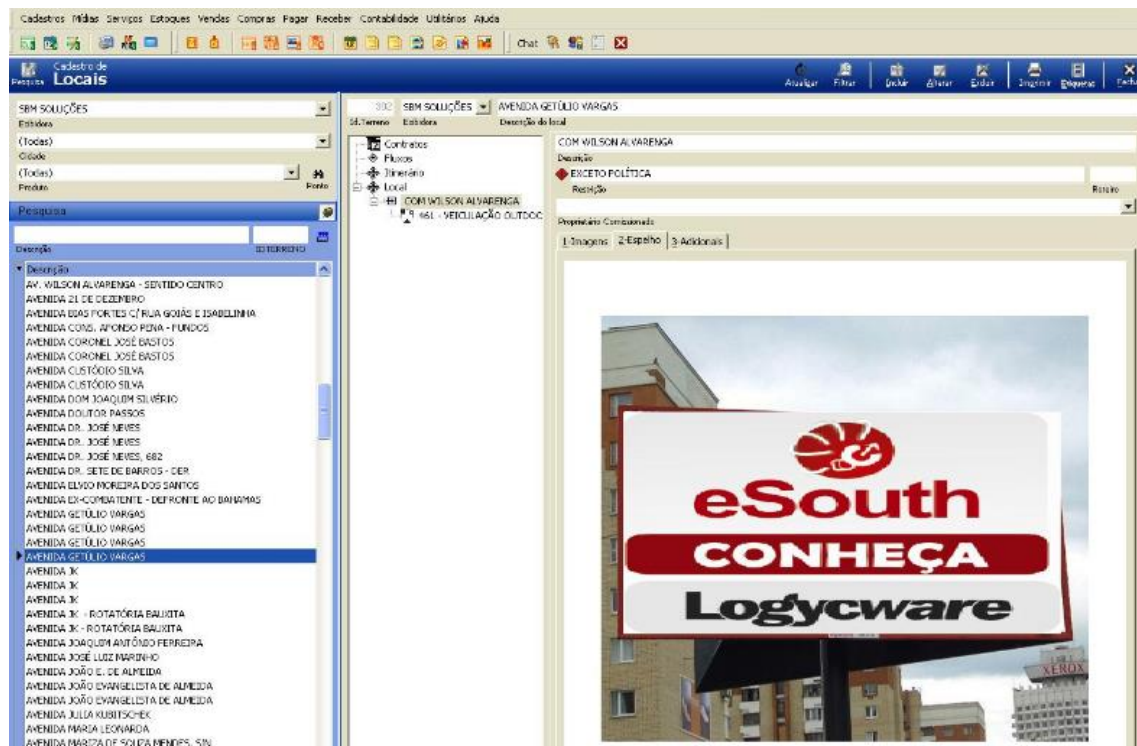 Cadastros Mídias Serviços Estoques Vendas Compras Pagar Receber Contabilidade Utilitários Ajuda
Chat
Pesquisa
Cadastro de
Locais
Atualizar Filtrar Incluir Alterar Excluir Imprimir Etiquetas Fecha
SBM SOLUÇÕES
Exibidora
(Todas)
Cidade
(Todas)
Produto
Ponto
Pesquisa
Descrição
ID TERRENO
Descrição
AV. WILSON ALVARENGA - SENTIDO CENTRO
AVENIDA 21 DE DEZEMBRO
AVENIDA BIAS FORTES C/ RUA GOIÁS E ISABELINHA
AVENIDA CONS. AFONSO PENA - FUNDOS
AVENIDA CORONEL JOSÉ BASTOS
AVENIDA CORONEL JOSÉ BASTOS
AVENIDA CUSTÓDIO SILVA
AVENIDA CUSTÓDIO SILVA
AVENIDA DOM JOAQUIM SILVÉRIO
AVENIDA DOUTOR PASSOS
AVENIDA DR. JOSÉ NEVES
AVENIDA DR. JOSÉ NEVES
AVENIDA DR. JOSÉ NEVES, 682
AVENIDA DR. SETE DE BARROS - DER
AVENIDA ELVIO MOREIRA DOS SANTOS
AVENIDA EX-COMBATENTE - DEFRONTE AO BAHAMAS
AVENIDA GETÚLIO VARGAS
AVENIDA GETÚLIO VARGAS
AVENIDA GETÚLIO VARGAS
AVENIDA GETÚLIO VARGAS
AVENIDA JK
AVENIDA JK
AVENIDA JK
AVENIDA JK - ROTATÓRIA BAUXITA
AVENIDA JK - ROTATÓRIA BAUXITA
AVENIDA JOAQUIM ANTÔNIO FERREIRA
AVENIDA JOSÉ LUIZ MARINHO
AVENIDA JOÃO E. DE ALMEIDA
AVENIDA JOÃO EVANGELISTA DE ALMEIDA
AVENIDA JOÃO EVANGELISTA DE ALMEIDA
AVENIDA JULIA KUBITSCHEK
AVENIDA MARIA LEONARDA
AVENIDA MARIZA DE SOUZA MENDES, S/N
392 SBM SOLUÇÕES AVENIDA GETÚLIO VARGAS
Id.Terreno Exibidora Descrição do local
Contratos
Fluxos
Itinerário
Local
COM WILSON ALVARENGA
461 - VEICULAÇÃO OUTDOC
COM WILSON ALVARENGA
Descrição
EXCETO POLÍTICA
Restrição
Roteiro
Proprietário Comissionado
1-Imagens 2-Espelho 3-Adicionais
eSouth
CONHEÇA
Logycware
XEROX